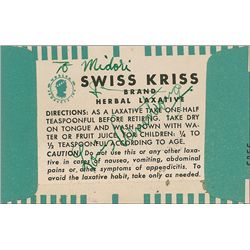 to Midori
SWISS KRISS
BRAND
HERBAL LAXATIVE
DIRECTIONS: AS A LAXATIVE TAKE ONE-HALF
TEASPOONFUL BEFORE RETIRING. TAKE DRY
ON TONGUE AND WASH DOWN WITH WA-
TER OR FRUIT JUICE. FOR CHILDREN: ¼ TO
½ TEASPOONFUL ACCORDING TO AGE.
CAUTION! Do not use this or any other laxa-
tive in case of nausea, vomiting, abdominal
pains or other symptoms of appendicitis. To
avoid the laxative habit, take only as needed.
FREE